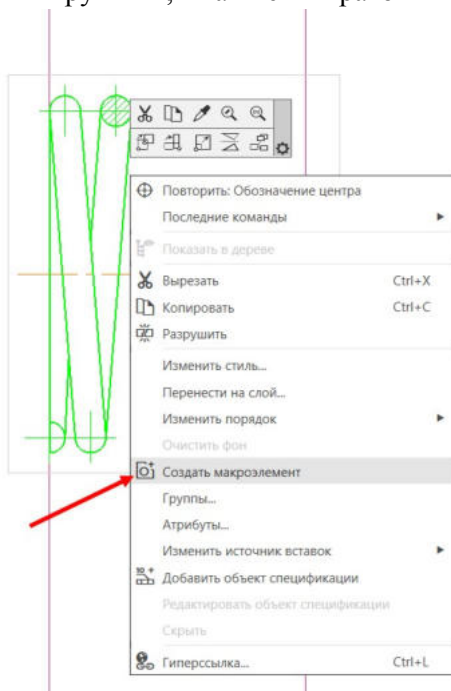 Повторить: Обозначение центра
Последние команды
Показать в дереве
Вырезать Ctrl+X
Копировать Ctrl+C
Разрушить
Изменить стиль...
Перенести на слой...
Изменить порядок
Очистить фон
Создать макроэлемент
Группы...
Атрибуты...
Изменить источник вставок
Добавить объект спецификации
Редактировать объект спецификации
Скрыть
Гиперссылка... Ctrl+L